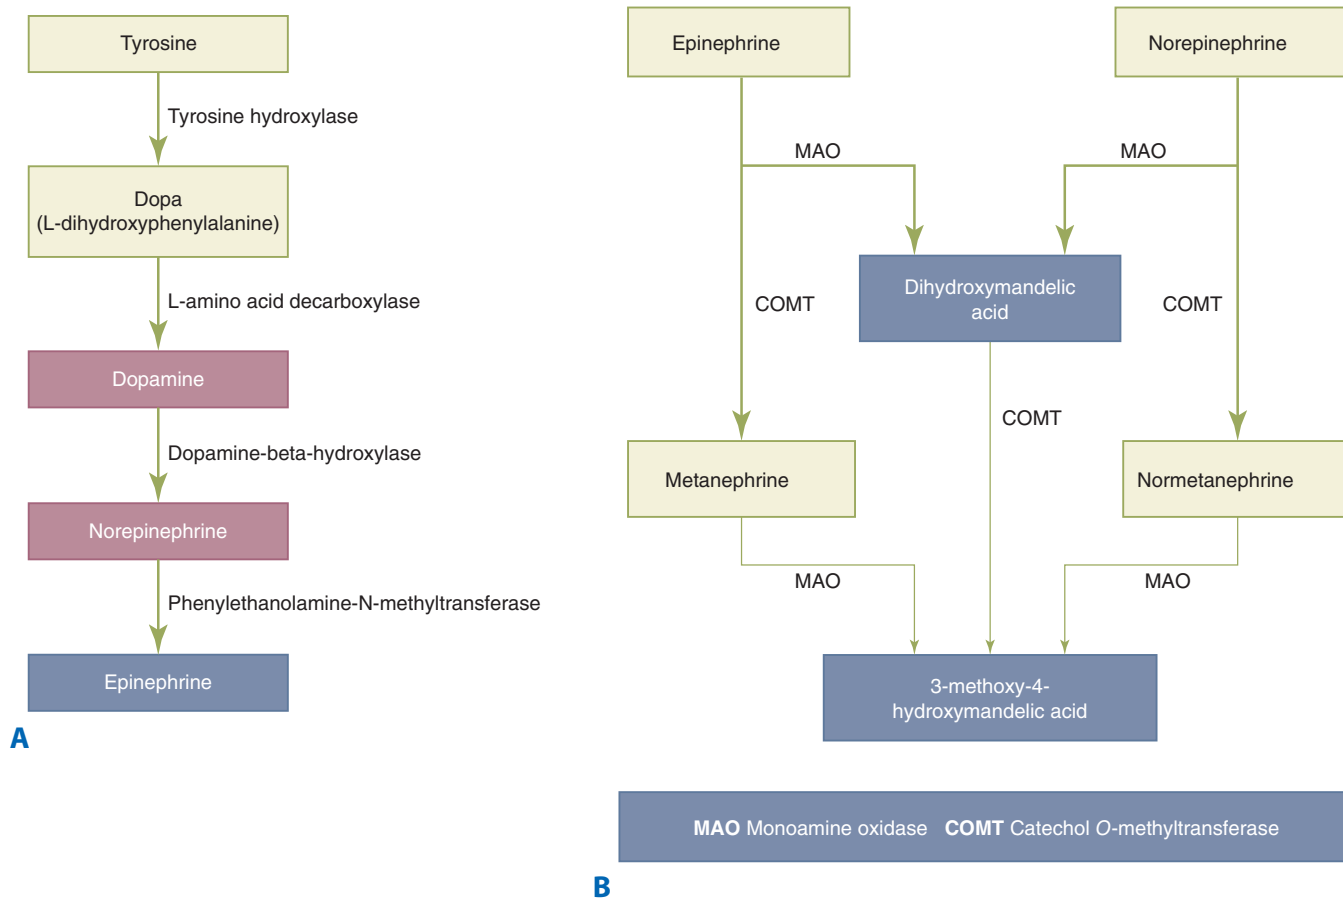 Tyrosine
Tyrosine hydroxylase
Dopa
(L-dihydroxyphenylalanine)
L-amino acid decarboxylase
Dopamine
Dopamine-beta-hydroxylase
Norepinephrine
Phenylethanolamine-N-methyltransferase
Epinephrine
A
Epinephrine
Norepinephrine
MAO
MAO
Dihydroxymandelic
acid
COMT
COMT
COMT
Metanephrine
Normetanephrine
MAO
MAO
3-methoxy-4-
hydroxymandelic acid
MAO Monoamine oxidase COMT Catechol O-methyltransferase
B